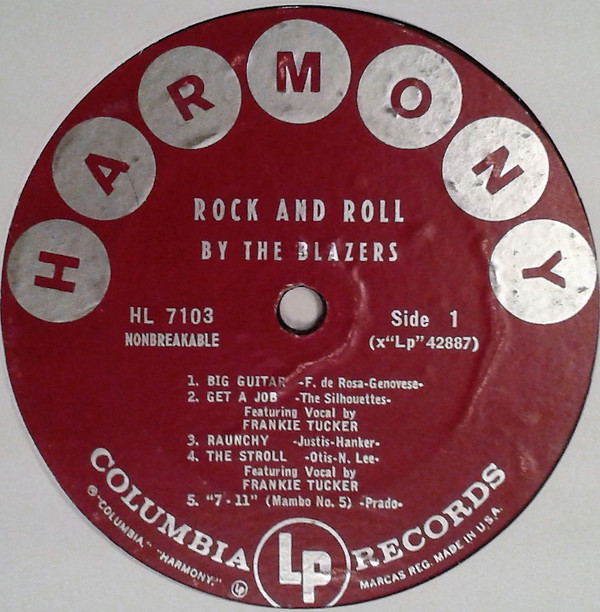 HARMONY
ROCK AND ROLL
BY THE BLAZERS
HL 7103
NONBREAKABLE
Side 1
(x"Lp" 42887)
1. BIG GUITAR -F. de Rosa-Genovese-
2. GET A JOB -The Silhouettes-
Featuring Vocal by
FRANKIE TUCKER
3. RAUNCHY -Justis-Hanker-
4. THE STROLL -Otis-N. Lee-
Featuring Vocal by
FRANKIE TUCKER
5. "7-11" (Mambo No. 5) -Prado-
COLUMBIA Lp RECORDS
® "COLUMBIA," "HARMONY," Lp MARCAS REG. MADE IN U.S.A.